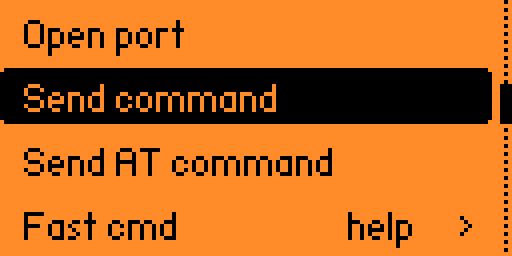 Open port
Send command
Send AT command
Fast cmd help >